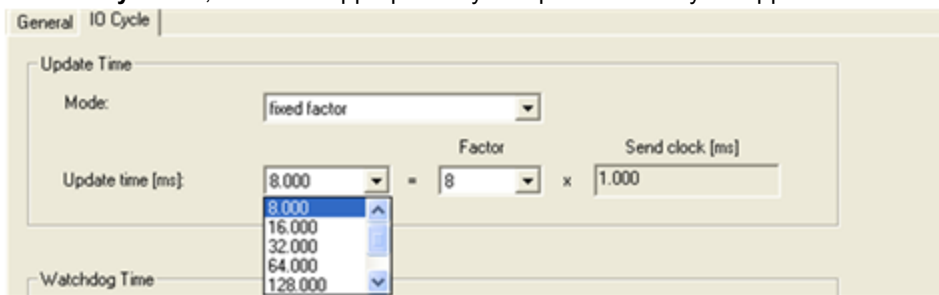 General IO Cycle
Update Time
Mode: fixed factor
Factor Send clock [ms]
Update time [ms]: 8.000 = 8 x 1.000
8.000
16.000
32.000
64.000
128.000
Watchdog Time